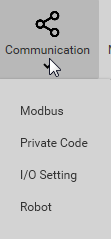 Communication
Modbus
Private Code
I/O Setting
Robot